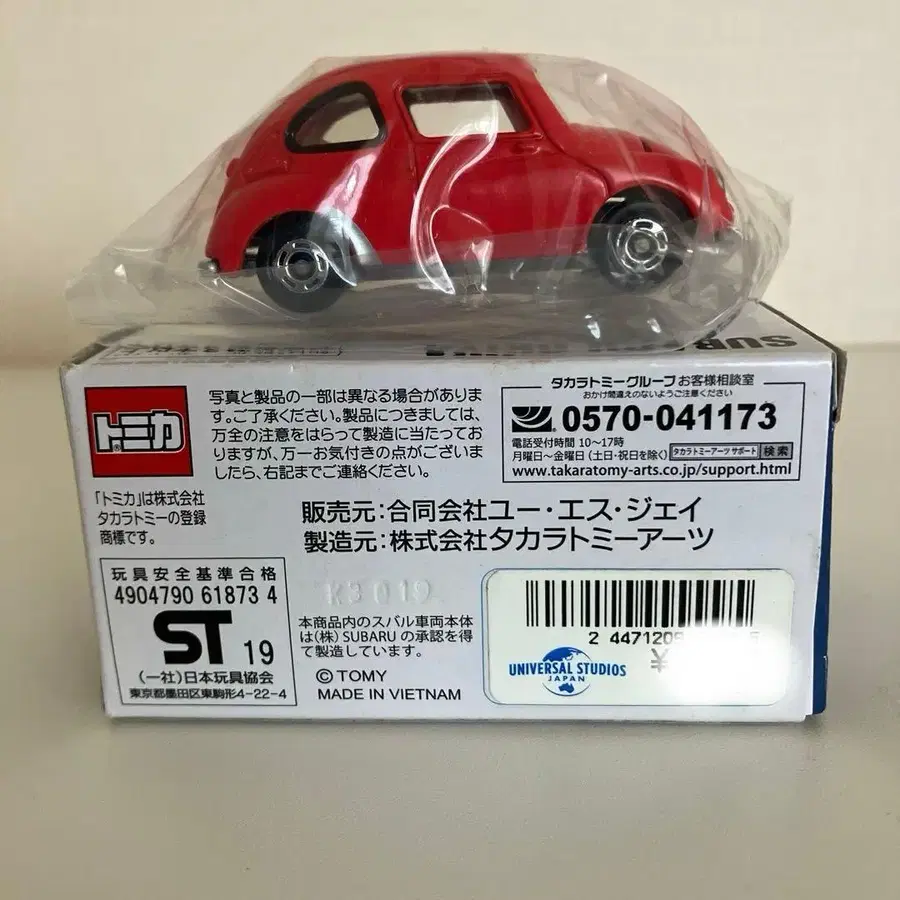 SUB
トミカ®
写真と製品の一部は異なる場合がありま
す。ご了承ください。製品につきましては、
万全の注意をはらって製造に当たってお
りますが、万一お気付きの点がございま
したら、右記までご連絡ください。
タカラトミーグループ お客様相談室
おかけ間違えのないようご注意ください
0570-041173
電話受付時間 10〜17時
月曜日〜金曜日(土日・祝日を除く)
タカラトミーアーツ サポート 検索
www.takaratomy-arts.co.jp/support.html
「トミカ」は株式会社
タカラトミーの登録
商標です。
販売元:合同会社ユー・エス・ジェイ
製造元:株式会社タカラトミーアーツ
玩具安全基準合格
4904790 61873 4
ST 19
(一社)日本玩具協会
東京都墨田区東駒形4-22-4
K3019
本商品内のスバル車両本体
は(株) SUBARU の承認を得
て製造しています。
©TOMY
MADE IN VIETNAM
2 447120
UNIVERSAL STUDIOS
JAPAN
¥